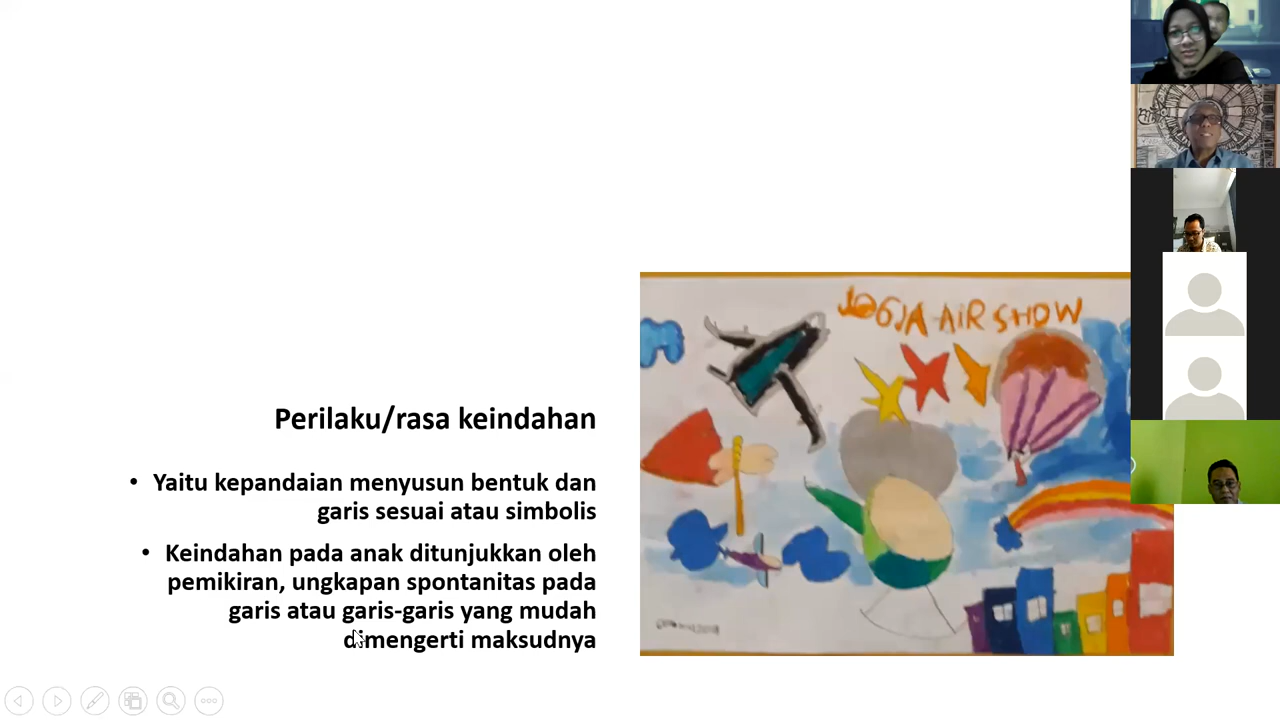 Perilaku/rasa keindahan
• Yaitu kepandaian menyusun bentuk dan
garis sesuai atau simbolis
• Keindahan pada anak ditunjukkan oleh
pemikiran, ungkapan spontanitas pada
garis atau garis-garis yang mudah
dimengerti maksudnya
JOGJA AIR SHOW